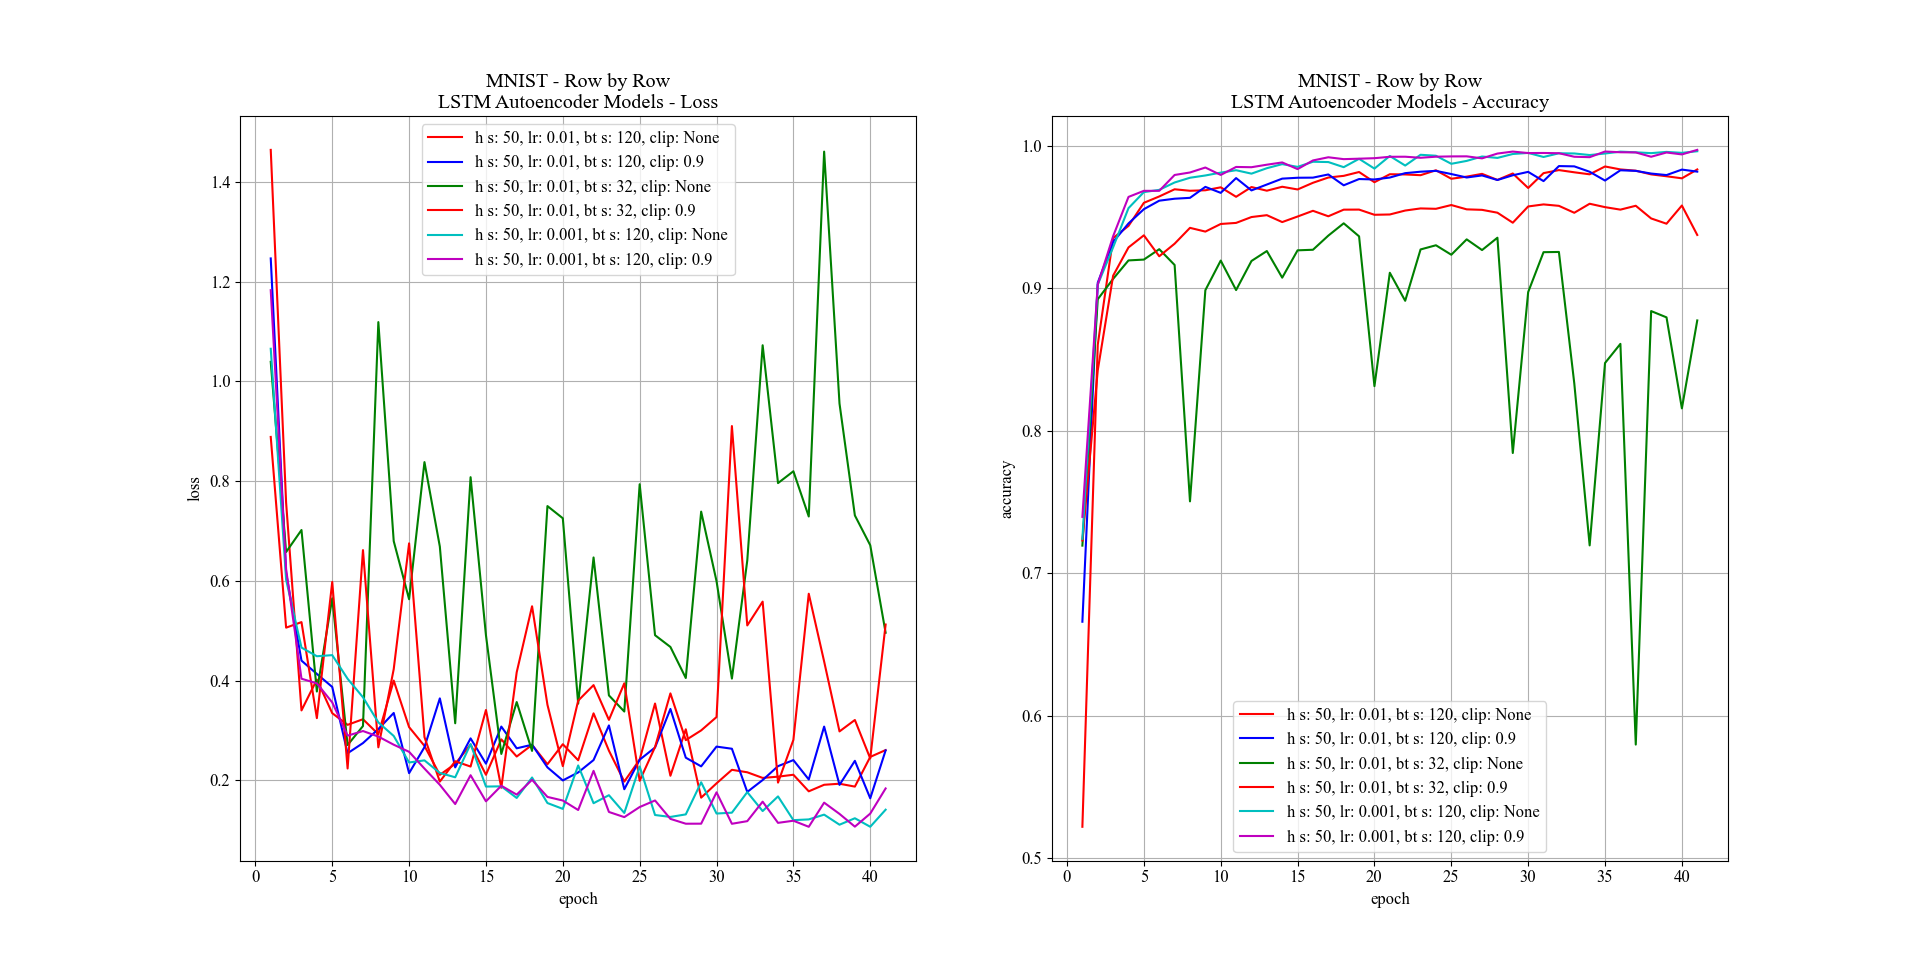 MNIST - Row by Row
LSTM Autoencoder Models - Loss
h s: 50, lr: 0.01, bt s: 120, clip: None
h s: 50, lr: 0.01, bt s: 120, clip: 0.9
h s: 50, lr: 0.01, bt s: 32, clip: None
h s: 50, lr: 0.01, bt s: 32, clip: 0.9
h s: 50, lr: 0.001, bt s: 120, clip: None
h s: 50, lr: 0.001, bt s: 120, clip: 0.9
1.4
1.2
1.0
0.8
0.6
0.4
0.2
loss
0 5 10 15 20 25 30 35 40
epoch
MNIST - Row by Row
LSTM Autoencoder Models - Accuracy
1.0
0.9
0.8
0.7
0.6
0.5
accuracy
h s: 50, lr: 0.01, bt s: 120, clip: None
h s: 50, lr: 0.01, bt s: 120, clip: 0.9
h s: 50, lr: 0.01, bt s: 32, clip: None
h s: 50, lr: 0.01, bt s: 32, clip: 0.9
h s: 50, lr: 0.001, bt s: 120, clip: None
h s: 50, lr: 0.001, bt s: 120, clip: 0.9
0 5 10 15 20 25 30 35 40
epoch